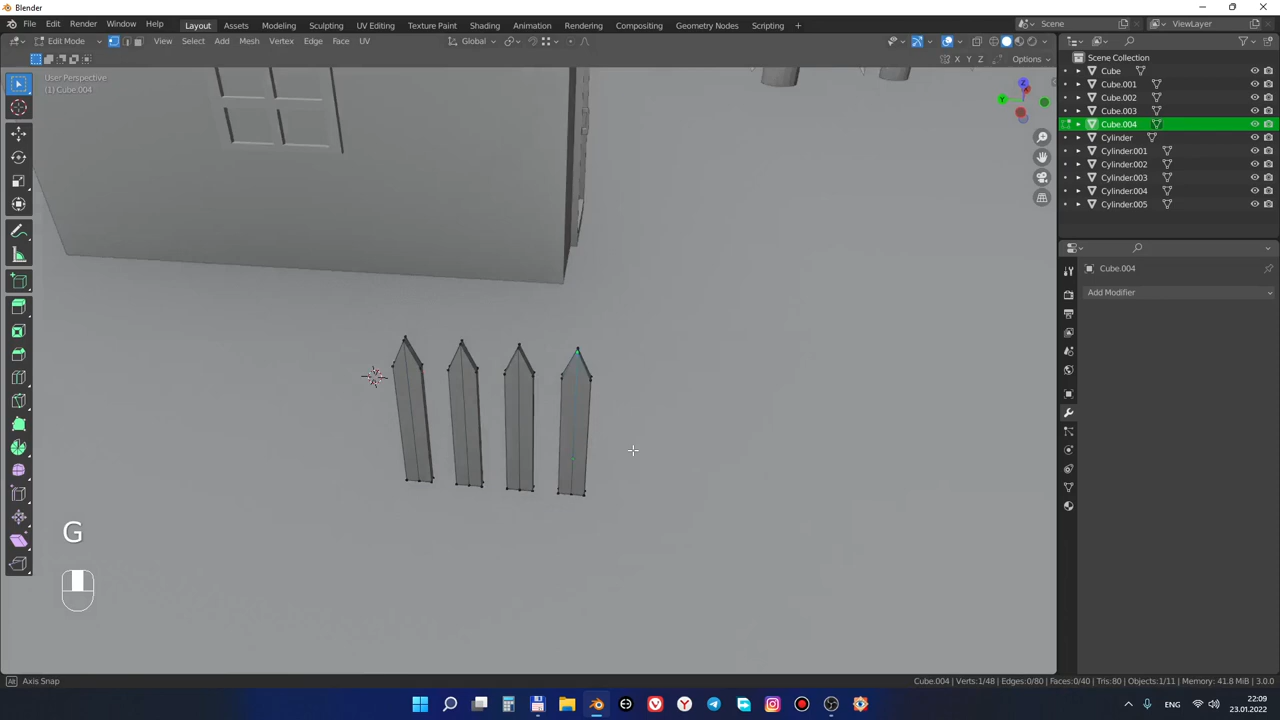 Blender
File Edit Render Window Help Layout Assets Modeling Sculpting UV Editing Texture Paint Shading Animation Rendering Compositing Geometry Nodes Scripting + Scene ViewLayer
Edit Mode View Select Add Mesh Vertex Edge Face UV Global
X Y Z Options
User Perspective
(1) Cube.004
Z
Y
Scene Collection
Cube
Cube.001
Cube.002
Cube.003
Cube.004
Cylinder
Cylinder.001
Cylinder.002
Cylinder.003
Cylinder.004
Cylinder.005
Cube.004
Add Modifier
G
Alt Axis Snap
Cube.004 | Verts:1/48 | Edges:0/80 | Faces:0/40 | Tris:80 | Objects:1/11 | Memory: 41.8 MiB | 3.0.0
ENG
22:09
23.01.2022